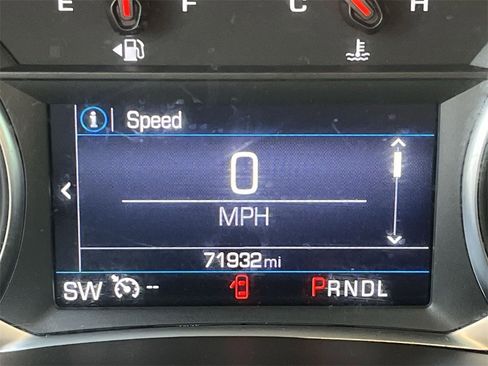 E F C H
i Speed
0
MPH
71932 mi
SW -- PRNDL